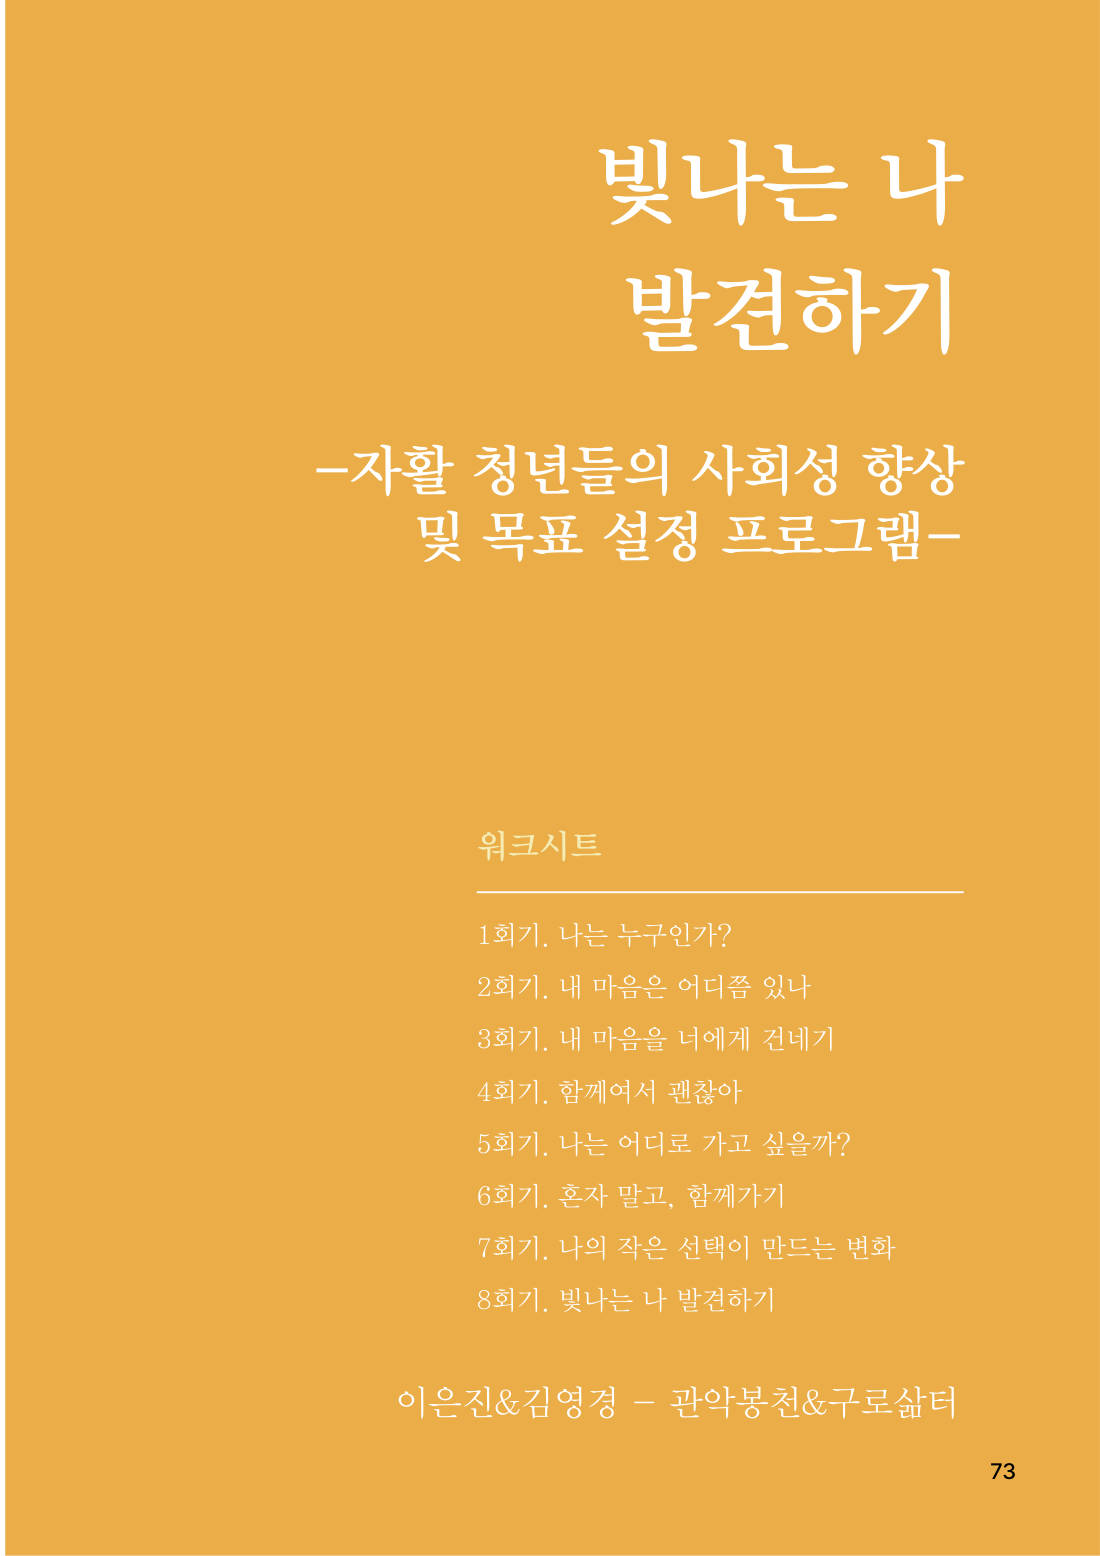 빛나는 나
발견하기
-자활 청년들의 사회성 향상
및 목표 설정 프로그램-
워크시트
1회기. 나는 누구인가?
2회기. 내 마음은 어디쯤 있나
3회기. 내 마음을 너에게 건네기
4회기. 함께여서 괜찮아
5회기. 나는 어디로 가고 싶을까?
6회기. 혼자 말고, 함께가기
7회기. 나의 작은 선택이 만드는 변화
8회기. 빛나는 나 발견하기
이은진&김영경 - 관악봉천&구로삶터
73